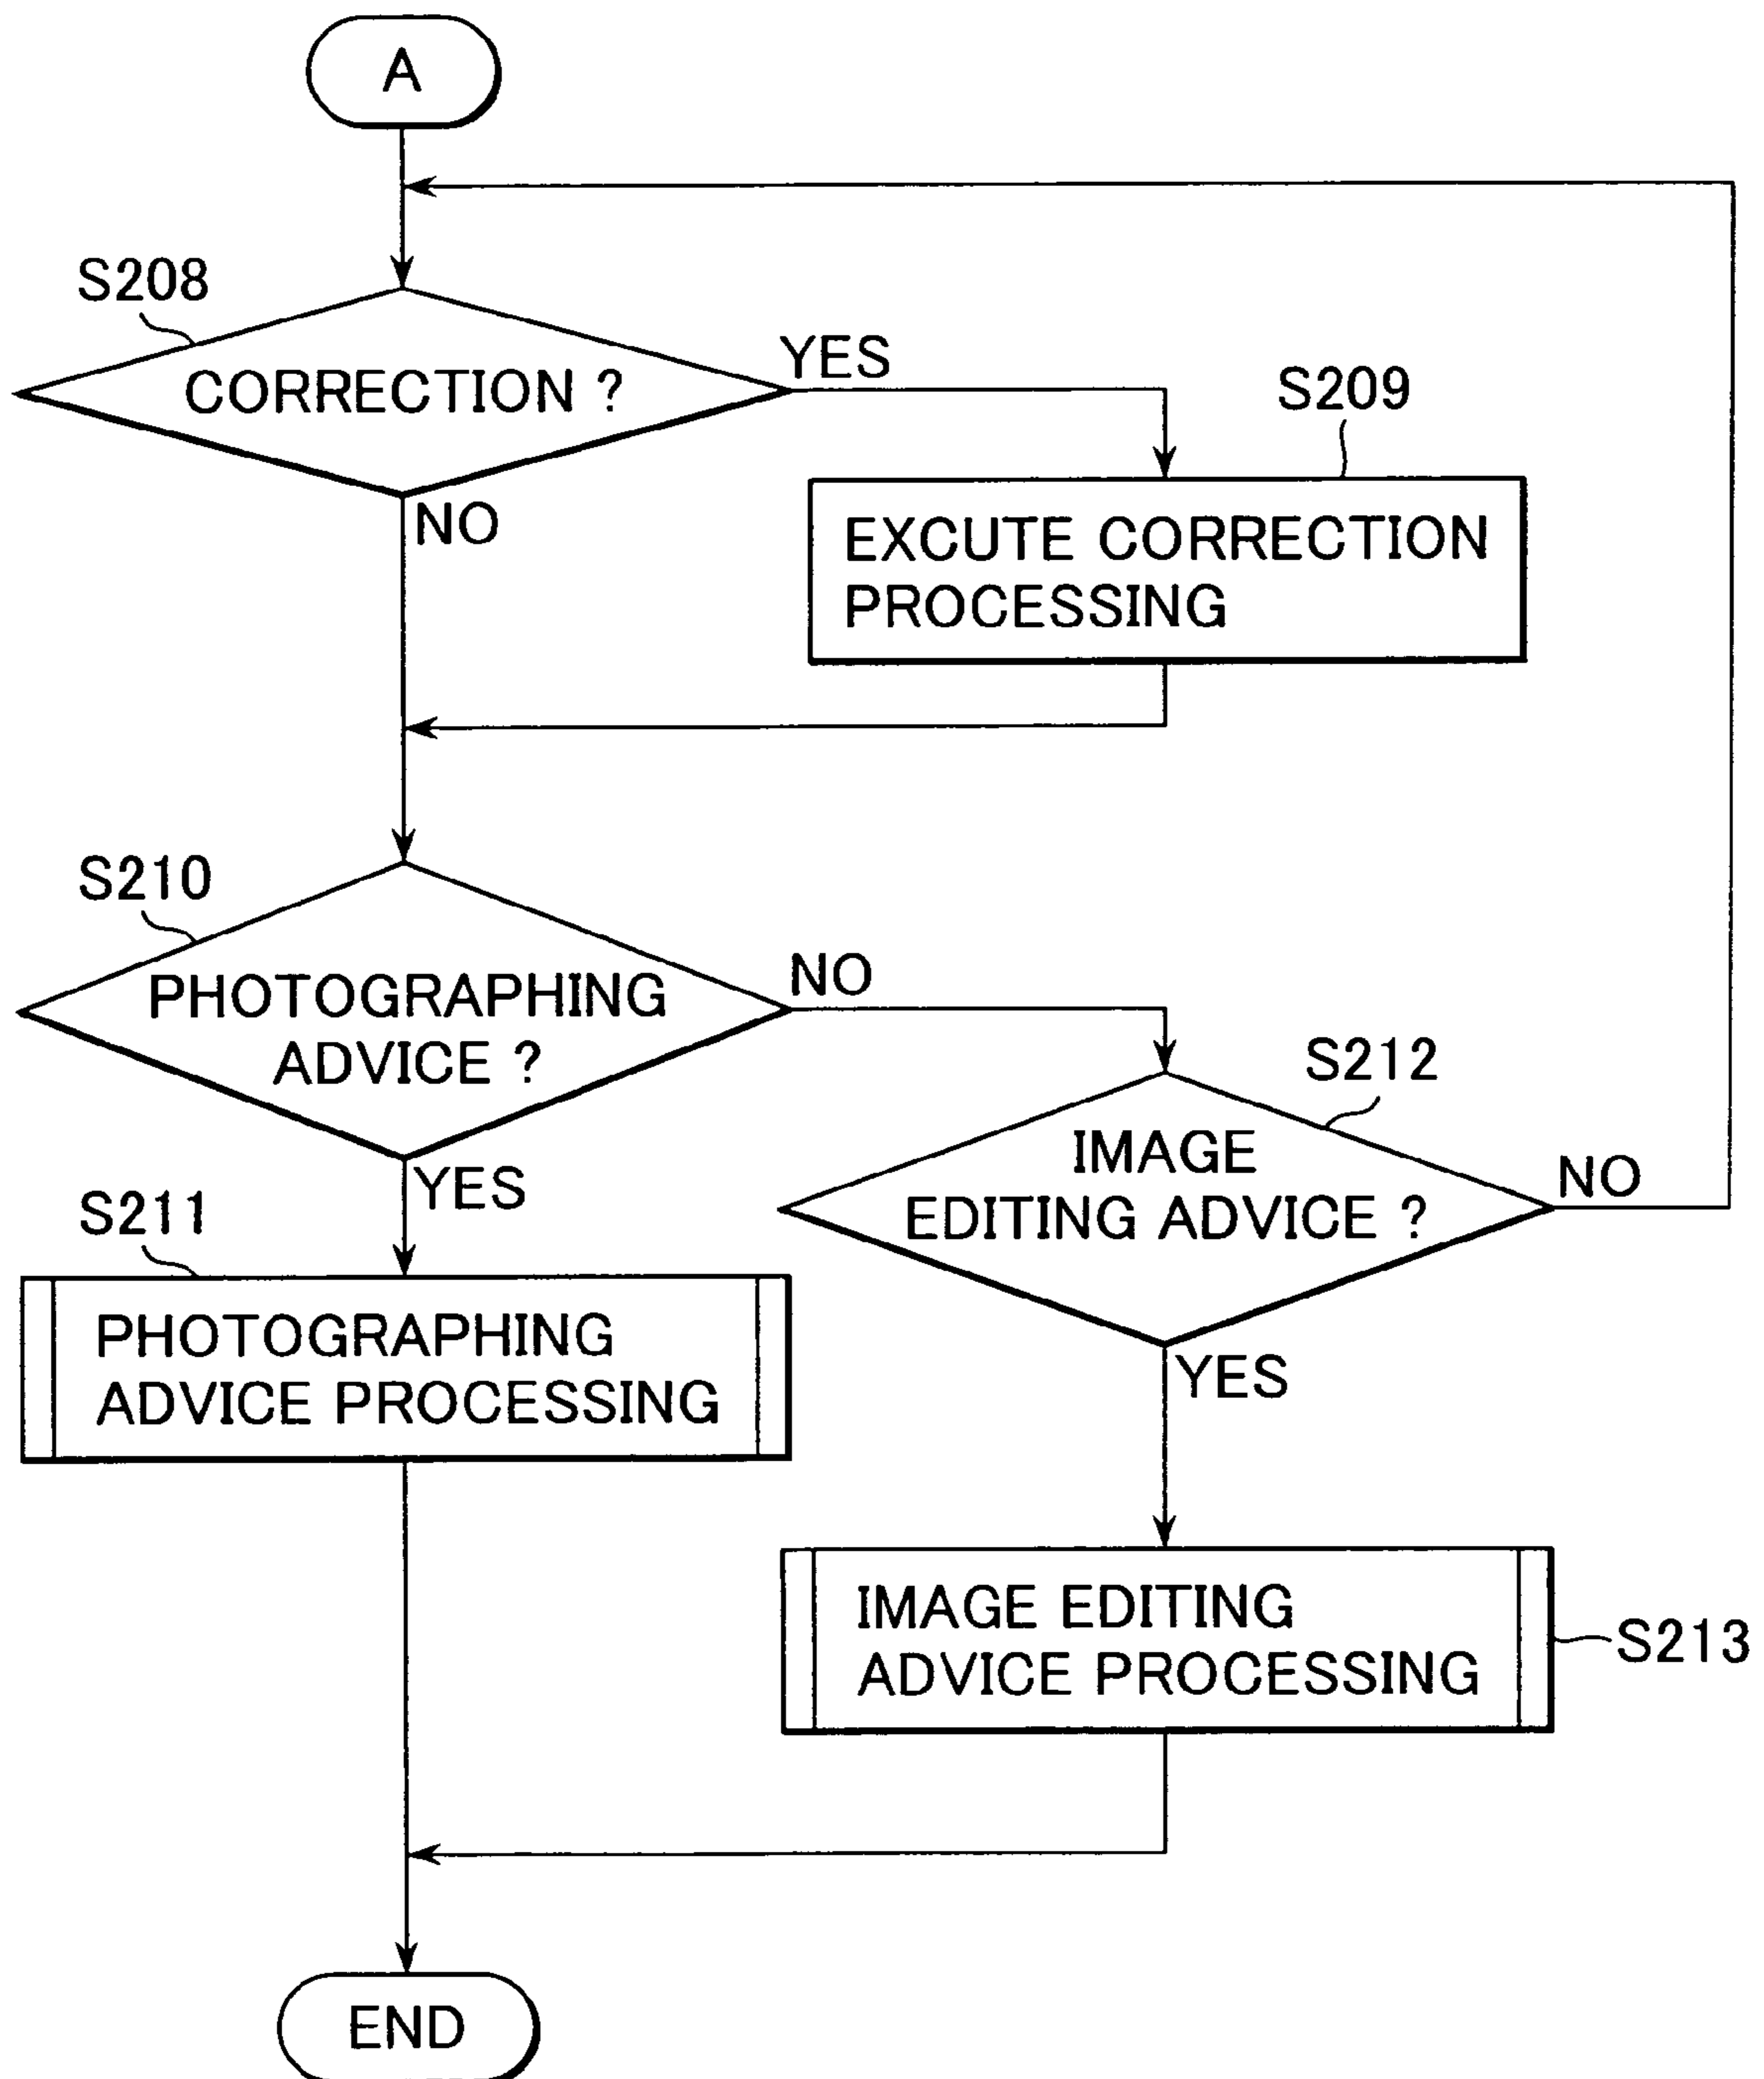 A
S208
CORRECTION ?
YES
NO
S209
EXCUTE CORRECTION
PROCESSING
S210
PHOTOGRAPHING
ADVICE ?
NO
YES
S212
IMAGE
EDITING ADVICE ?
NO
YES
S211
PHOTOGRAPHING
ADVICE PROCESSING
IMAGE EDITING
ADVICE PROCESSING
S213
END